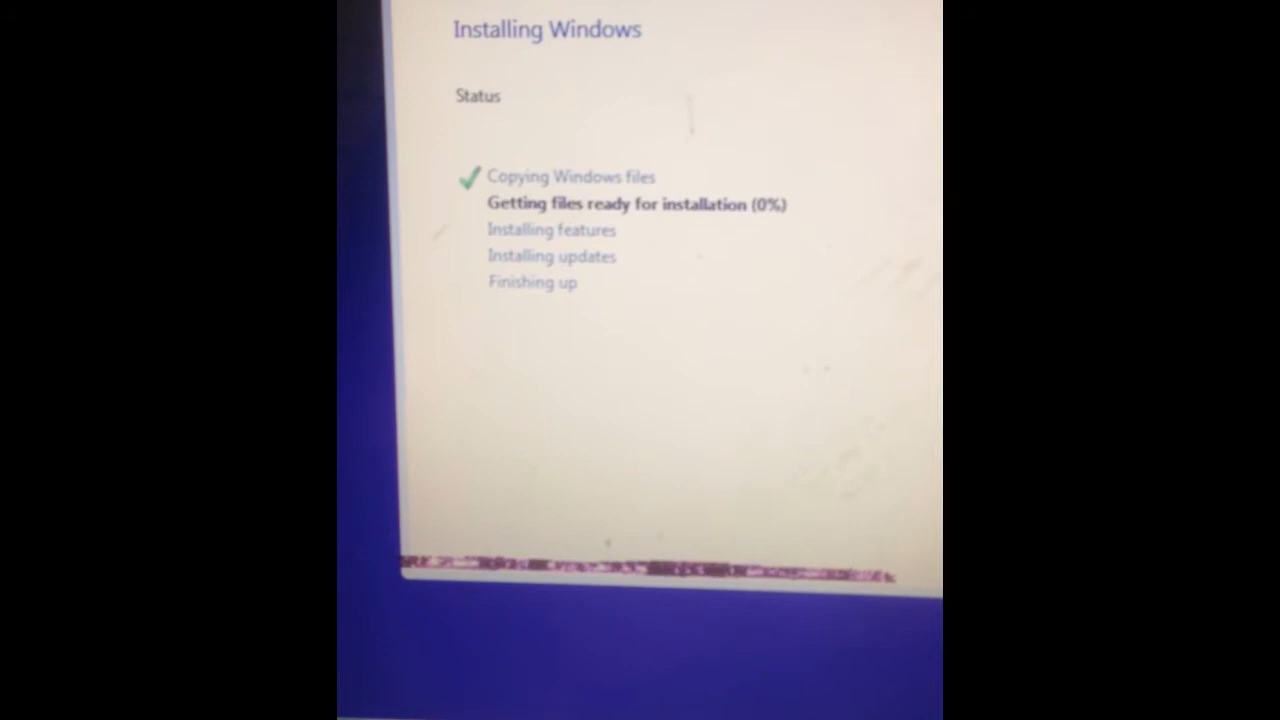 Installing Windows
Status
Copying Windows files
Getting files ready for installation (0%)
Installing features
Installing updates
Finishing up